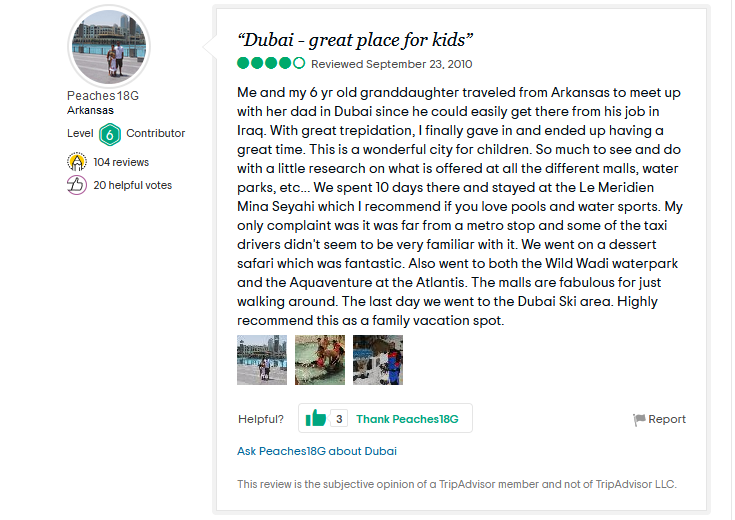 Peaches18G
Arkansas
Level 6 Contributor
104 reviews
20 helpful votes
“Dubai - great place for kids”
Reviewed September 23, 2010
Me and my 6 yr old granddaughter traveled from Arkansas to meet up
with her dad in Dubai since he could easily get there from his job in
Iraq. With great trepidation, I finally gave in and ended up having a
great time. This is a wonderful city for children. So much to see and do
with a little research on what is offered at all the different malls, water
parks, etc... We spent 10 days there and stayed at the Le Meridien
Mina Seyahi which I recommend if you love pools and water sports. My
only complaint was it was far from a metro stop and some of the taxi
drivers didn't seem to be very familiar with it. We went on a dessert
safari which was fantastic. Also went to both the Wild Wadi waterpark
and the Aquaventure at the Atlantis. The malls are fabulous for just
walking around. The last day we went to the Dubai Ski area. Highly
recommend this as a family vacation spot.
Helpful? 3 Thank Peaches18G Report
Ask Peaches18G about Dubai
This review is the subjective opinion of a TripAdvisor member and not of TripAdvisor LLC.